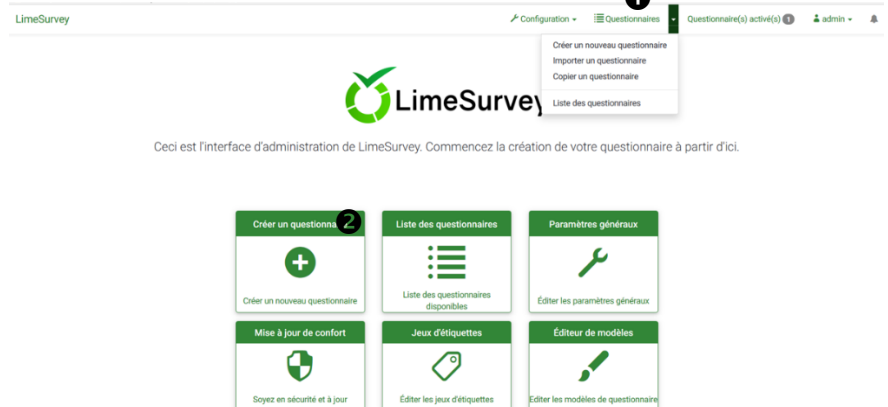 LimeSurvey
Configuration
Questionnaires
Questionnaire(s) activé(s) 1
admin
1
Créer un nouveau questionnaire
Importer un questionnaire
Copier un questionnaire
Liste des questionnaires
LimeSurvey
Ceci est l'interface d'administration de LimeSurvey. Commencez la création de votre questionnaire à partir d'ici.
Créer un questionna 2
Liste des questionnaires
Paramètres généraux
Créer un nouveau questionnaire
Liste des questionnaires
disponibles
Éditer les paramètres généraux
Mise à jour de confort
Jeux d'étiquettes
Éditeur de modèles
Soyez en sécurité et à jour
Éditer les jeux d'étiquettes
Editer les modèles de questionnaire